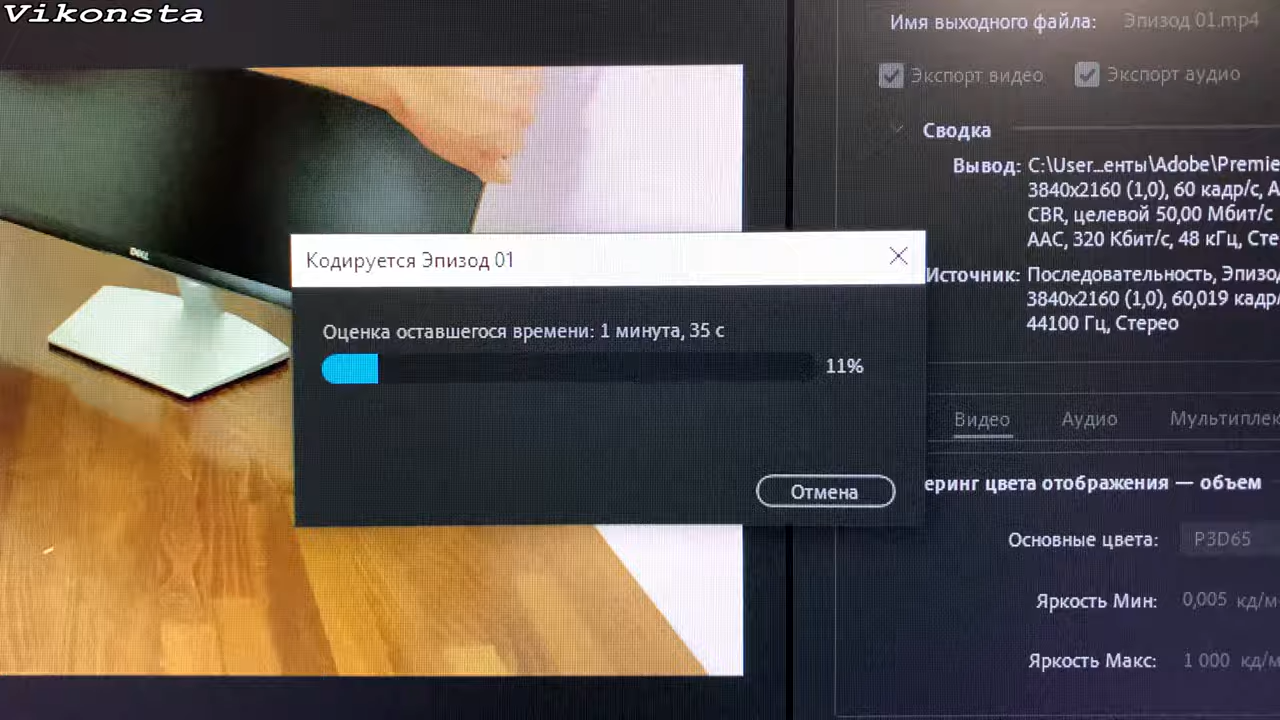 Vikonsta
Имя выходного файла: Эпизод 01.mp4
Экспорт видео Экспорт аудио
Сводка
Вывод: C:\User...енты\Adobe\Premie
3840x2160 (1,0), 60 кадр/с, A
CBR, целевой 50,00 Мбит/с
AAC, 320 Кбит/с, 48 кГц, Сте
Источник: Последовательность, Эпизо
3840x2160 (1,0), 60,019 кадр/
44100 Гц, Стерео
DELL
Кодируется Эпизод 01
Оценка оставшегося времени: 1 минута, 35 с
11%
Отмена
Видео Аудио Мультиплек
еринг цвета отображения — объем
Основные цвета: P3D65
Яркость Мин: 0,005 кд/м
Яркость Макс: 1 000 кд/м